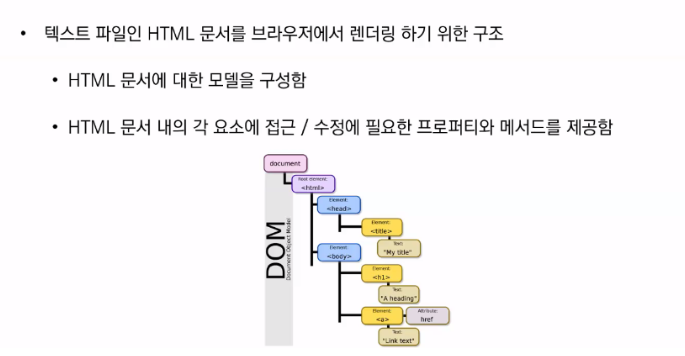 • 텍스트 파일인 HTML 문서를 브라우저에서 렌더링 하기 위한 구조
• HTML 문서에 대한 모델을 구성함
• HTML 문서 내의 각 요소에 접근 / 수정에 필요한 프로퍼티와 메서드를 제공함
document
Root element:
<html>
Element:
<head>
Element:
<title>
Text:
"My title"
DOM
Document Object Model
Element:
<body>
Element:
<h1>
Text:
"A heading"
Element:
<a>
Attribute:
href
Text:
"Link text"